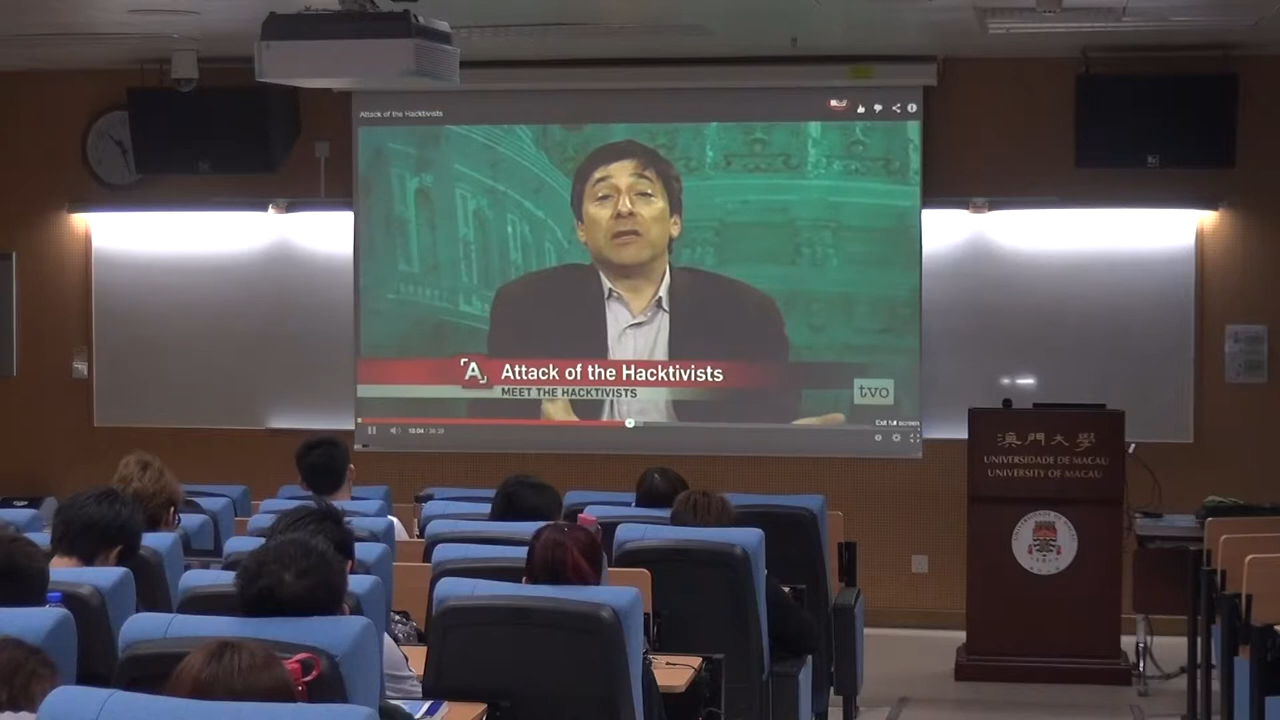 Attack of the Hacktivists
A
Attack of the Hacktivists
MEET THE HACKTIVISTS
tvo
Exit full screen
澳門大學
UNIVERSIDADE DE MACAU
UNIVERSITY OF MACAU